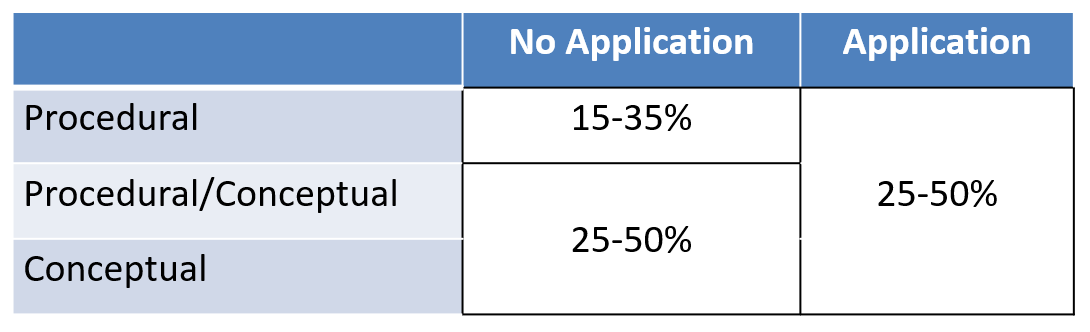 No Application Application
Procedural 15-35%
Procedural/Conceptual 25-50%
25-50%
Conceptual